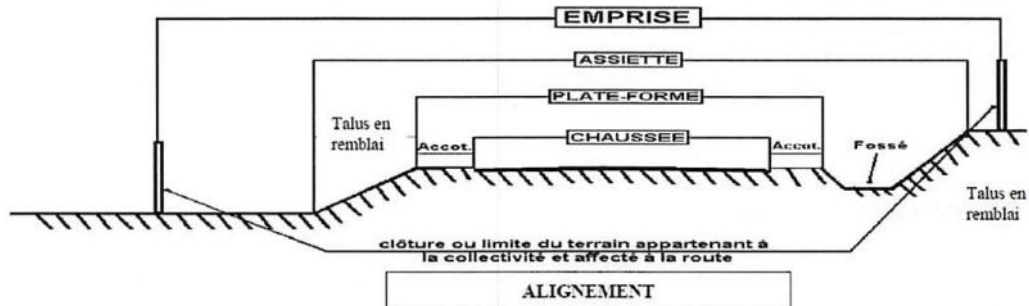 EMPRISE
ASSIETTE
PLATE-FORME
Talus en
remblai
Accot.
CHAUSSEE
Accot.
Fossé
Talus en
remblai
clôture ou limite du terrain appartenant à
la collectivité et affecté à la route
ALIGNEMENT